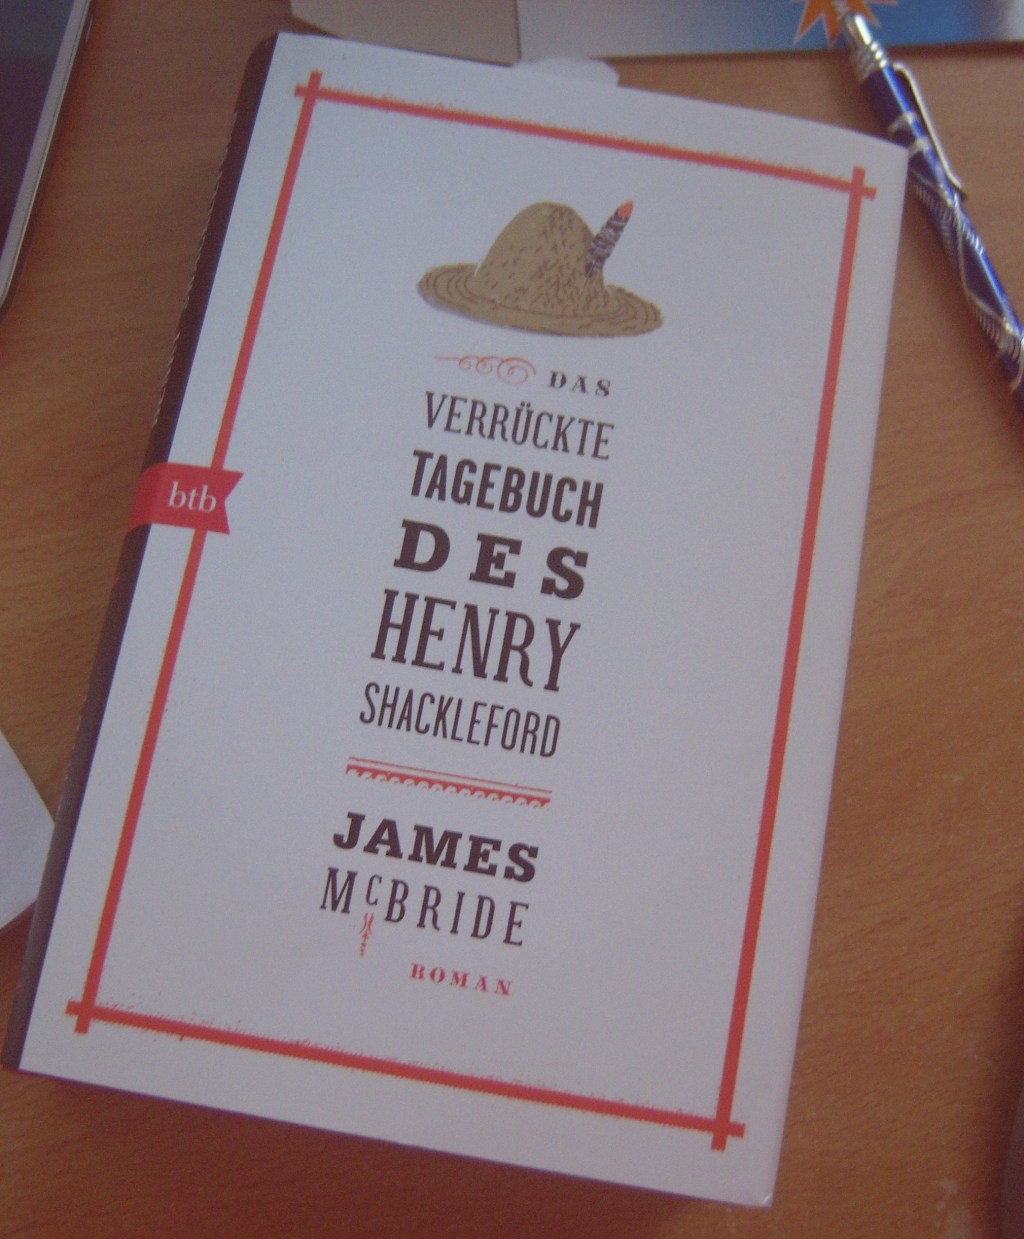 DAS
VERRÜCKTE
TAGEBUCH
DES
HENRY
SHACKLEFORD
btb
JAMES
McBRIDE
ROMAN